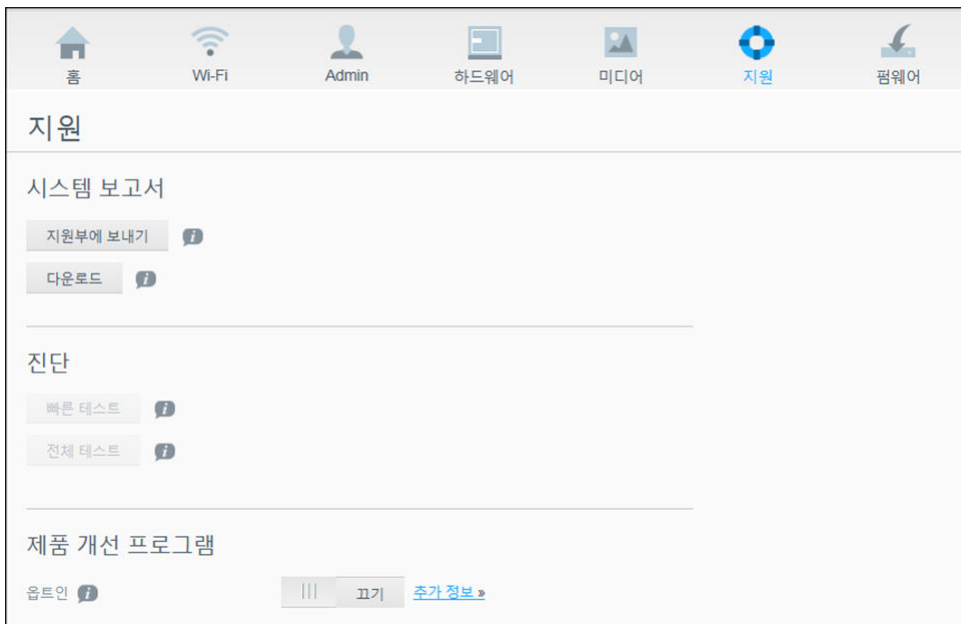 홈 Wi-Fi Admin 하드웨어 미디어 지원 펌웨어
지원
시스템 보고서
지원부에 보내기
다운로드
진단
빠른 테스트
전체 테스트
제품 개선 프로그램
옵트인 끄기 추가 정보 »